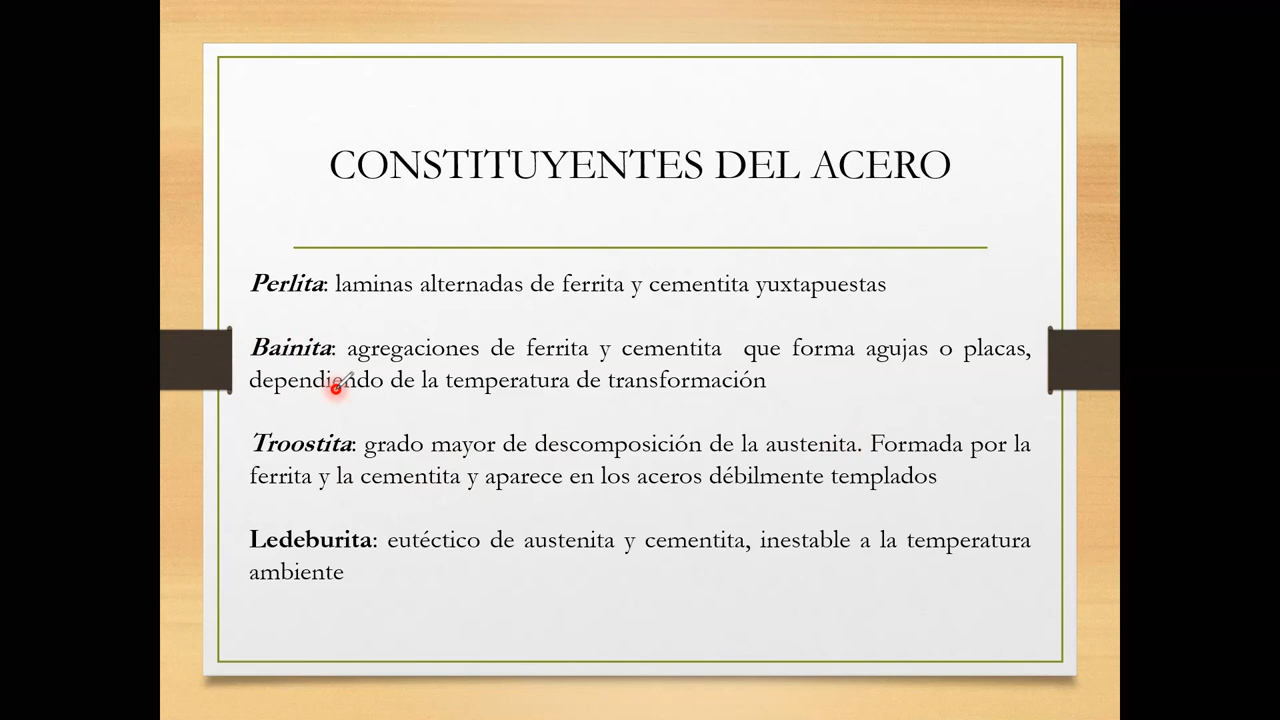 CONSTITUYENTES DEL ACERO
Perlita: laminas alternadas de ferrita y cementita yuxtapuestas
Bainita: agregaciones de ferrita y cementita que forma agujas o placas,
dependiendo de la temperatura de transformación
Troostita: grado mayor de descomposición de la austenita. Formada por la
ferrita y la cementita y aparece en los aceros débilmente templados
Ledeburita: eutéctico de austenita y cementita, inestable a la temperatura
ambiente